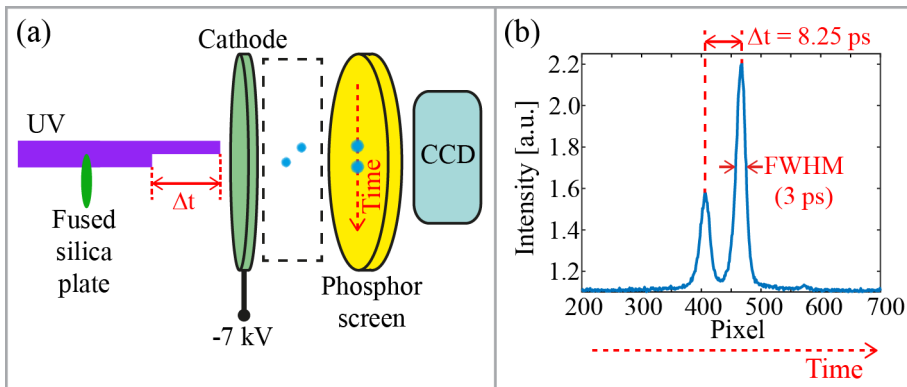 (a)
Cathode
UV
Δt
Fused
silica
plate
-7 kV
Time
Phosphor
screen
CCD
(b)
Δt = 8.25 ps
2.2
2.0
1.8
1.6
1.4
1.2
Intensity [a.u.]
FWHM
(3 ps)
200 300 400 500 600 700
Pixel
Time